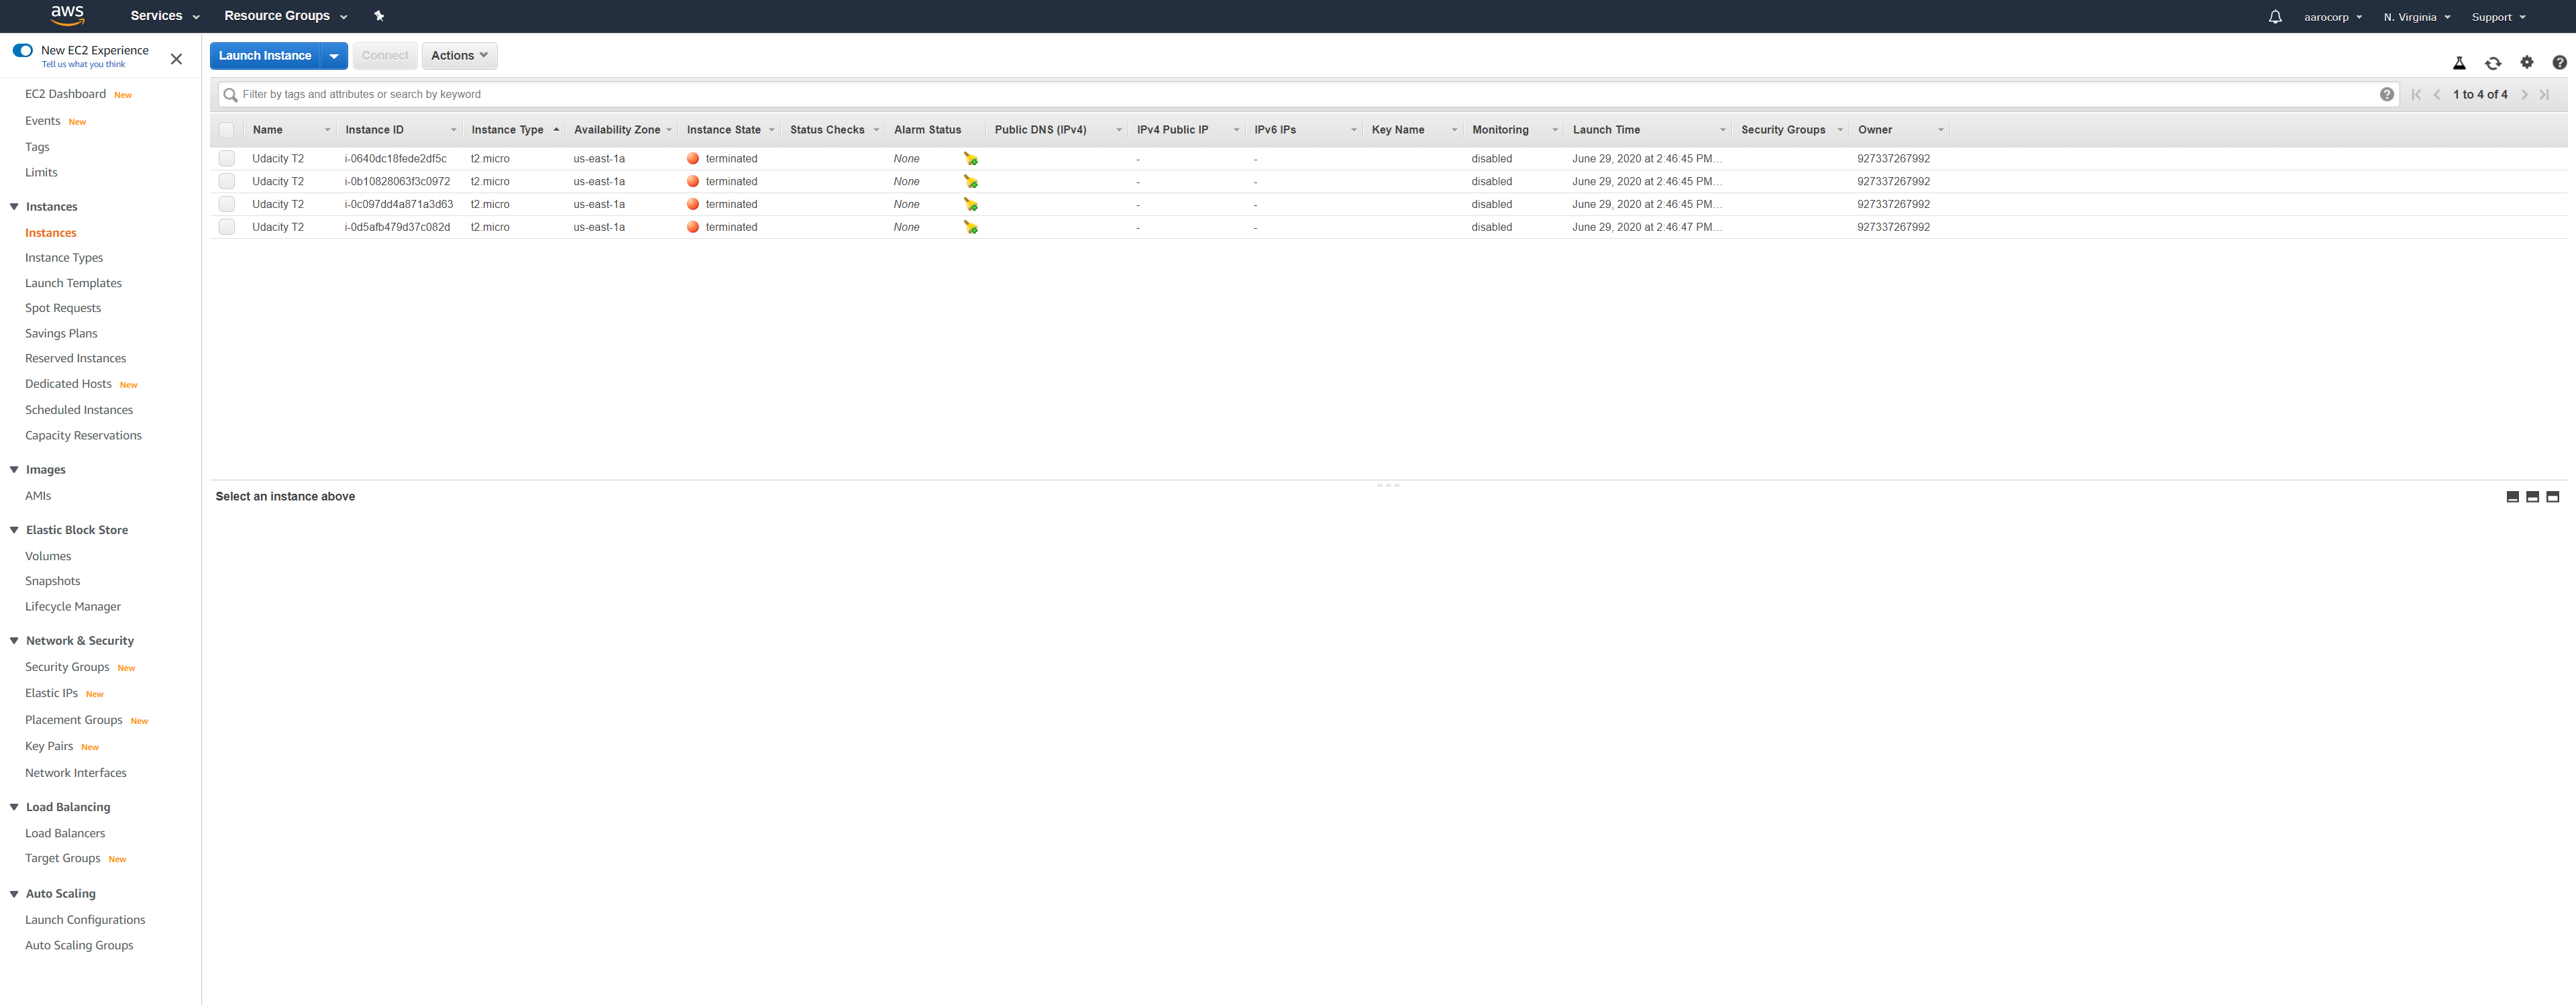 aws Services Resource Groups aarocorp N. Virginia Support
New EC2 Experience
Tell us what you think
EC2 Dashboard New
Events New
Tags
Limits
Instances
Instances
Instance Types
Launch Templates
Spot Requests
Savings Plans
Reserved Instances
Dedicated Hosts New
Scheduled Instances
Capacity Reservations
Images
AMIs
Elastic Block Store
Volumes
Snapshots
Lifecycle Manager
Network & Security
Security Groups New
Elastic IPs New
Placement Groups New
Key Pairs New
Network Interfaces
Load Balancing
Load Balancers
Target Groups New
Auto Scaling
Launch Configurations
Auto Scaling Groups
Launch Instance Connect Actions
Filter by tags and attributes or search by keyword 1 to 4 of 4
Name Instance ID Instance Type Availability Zone Instance State Status Checks Alarm Status Public DNS (IPv4) IPv4 Public IP IPv6 IPs Key Name Monitoring Launch Time Security Groups Owner
Udacity T2 i-0640dc18fede2df5c t2.micro us-east-1a terminated None - - disabled June 29, 2020 at 2:46:45 PM... 927337267992
Udacity T2 i-0b10828063f3c0972 t2.micro us-east-1a terminated None - - disabled June 29, 2020 at 2:46:45 PM... 927337267992
Udacity T2 i-0c097dd4a871a3d63 t2.micro us-east-1a terminated None - - disabled June 29, 2020 at 2:46:45 PM... 927337267992
Udacity T2 i-0d5afb479d37c082d t2.micro us-east-1a terminated None - - disabled June 29, 2020 at 2:46:47 PM... 927337267992
Select an instance above